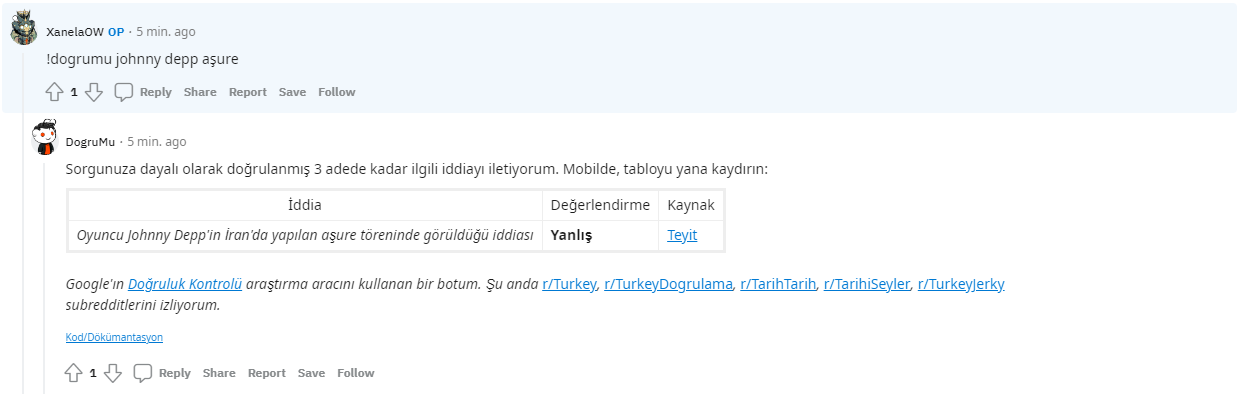 XanelaOW OP · 5 min. ago
!dogrumu johnny depp aşure
1 Reply Share Report Save Follow
DogruMu · 5 min. ago
Sorgunuza dayalı olarak doğrulanmış 3 adede kadar ilgili iddiayı iletiyorum. Mobilde, tabloyu yana kaydırın:
İddia Değerlendirme Kaynak
Oyuncu Johnny Depp'in İran'da yapılan aşure töreninde görüldüğü iddiası Yanlış Teyit
Google'ın Doğruluk Kontrolü araştırma aracını kullanan bir botum. Şu anda r/Turkey, r/TurkeyDogrulama, r/TarihTarih, r/TarihiSeyler, r/TurkeyJerky
subredditlerini izliyorum.
Kod/Dökümantasyon
1 Reply Share Report Save Follow